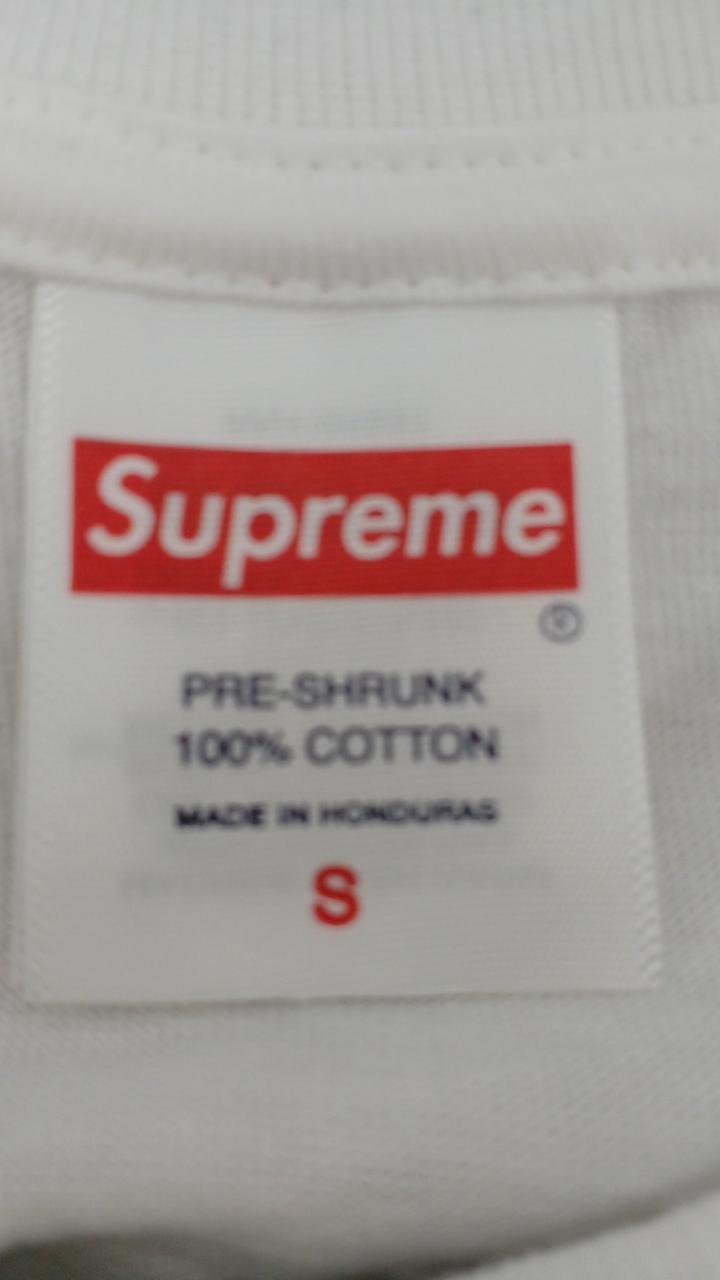 Supreme
®
PRE-SHRUNK
100% COTTON
MADE IN HONDURAS
S